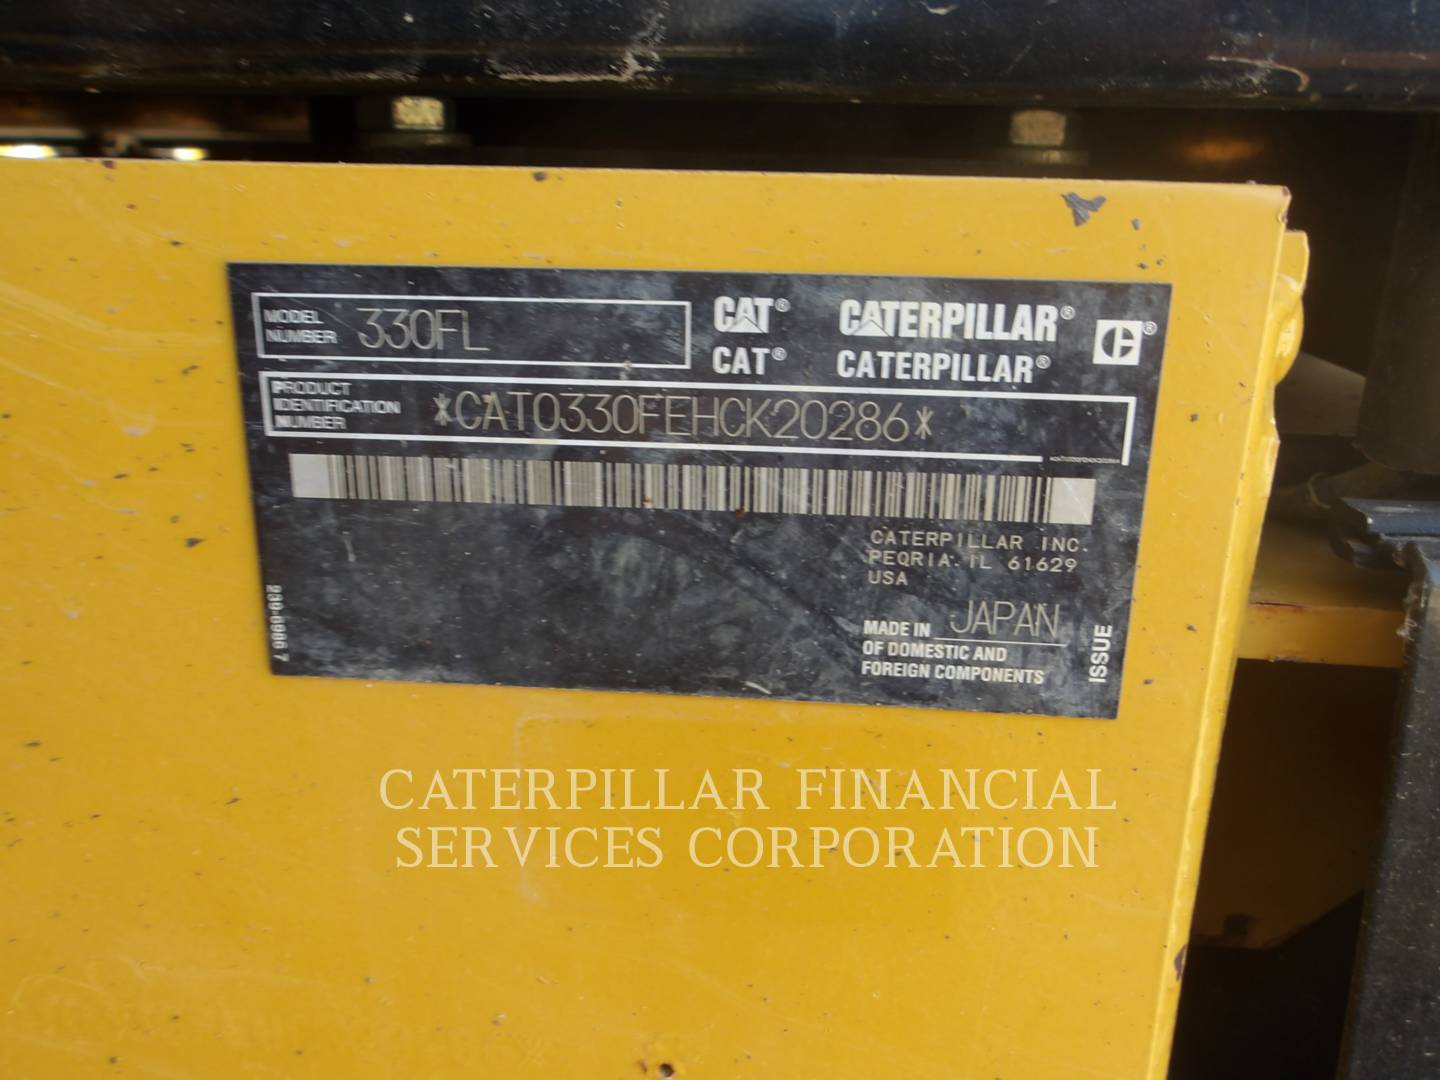 MODEL NUMBER 330FL
CAT® CATERPILLAR®
CAT® CATERPILLAR®
PRODUCT IDENTIFICATION NUMBER *CAT0330FEHCK20286*
CATERPILLAR INC.
PEORIA IL 61629
USA
MADE IN JAPAN
OF DOMESTIC AND
FOREIGN COMPONENTS
ISSUE
CATERPILLAR FINANCIAL
SERVICES CORPORATION